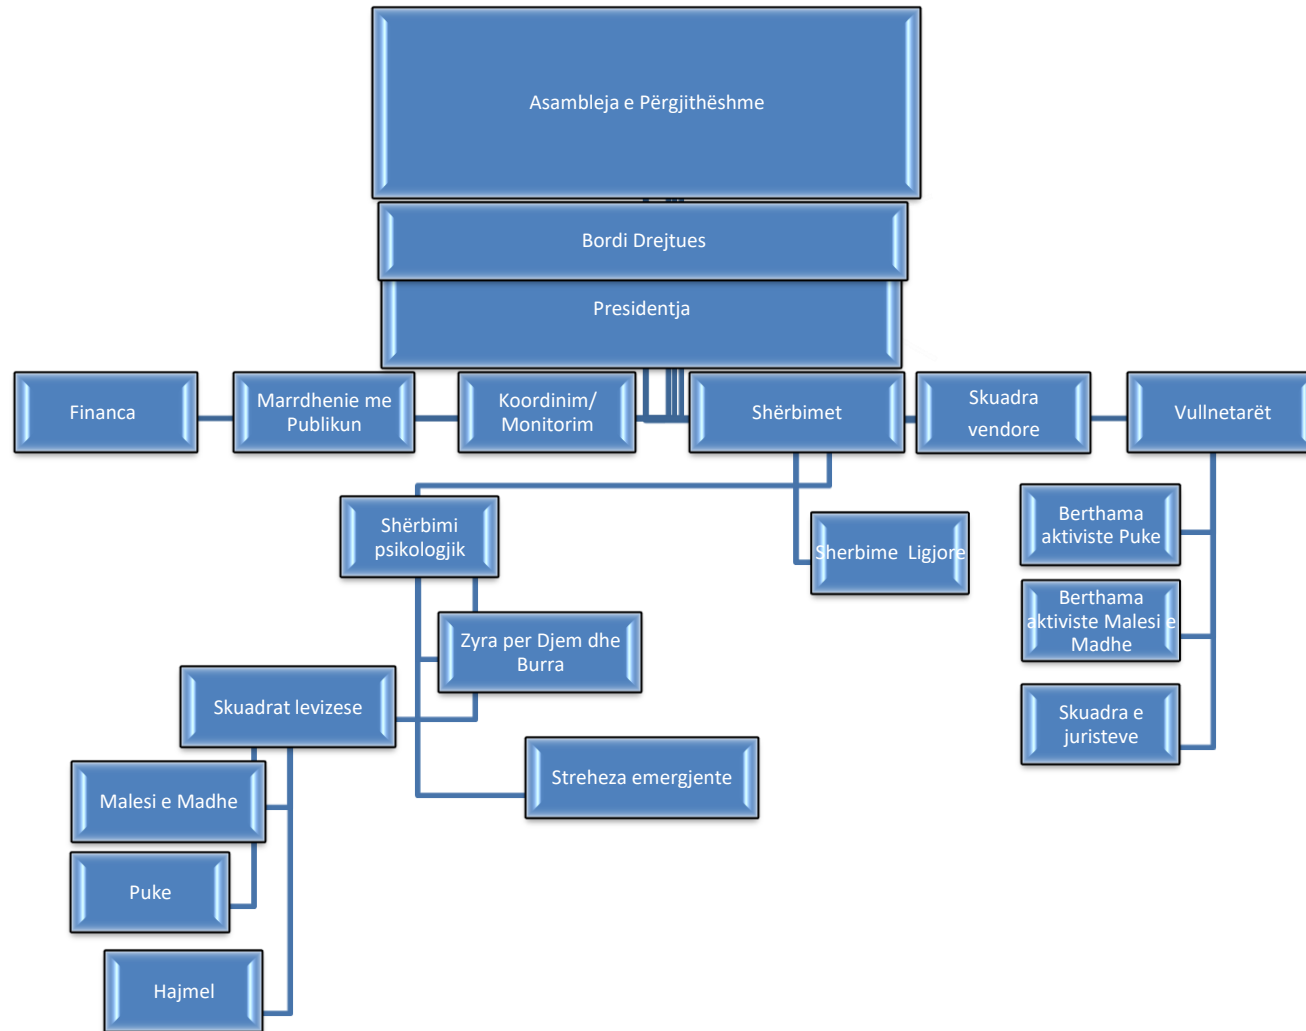 Asambleja e Përgjithëshme
Bordi Drejtues
Presidentja
Financa
Marrdhenie me
Publikun
Koordinim/
Monitorim
Shërbimet
Skuadra
vendore
Vullnetarët
Shërbimi
psikologjik
Sherbime Ligjore
Berthama
aktiviste Puke
Berthama
aktiviste Malesi e
Madhe
Zyra per Djem dhe
Burra
Skuadrat levizese
Skuadra e
juristeve
Streheza emergjente
Malesi e Madhe
Puke
Hajmel